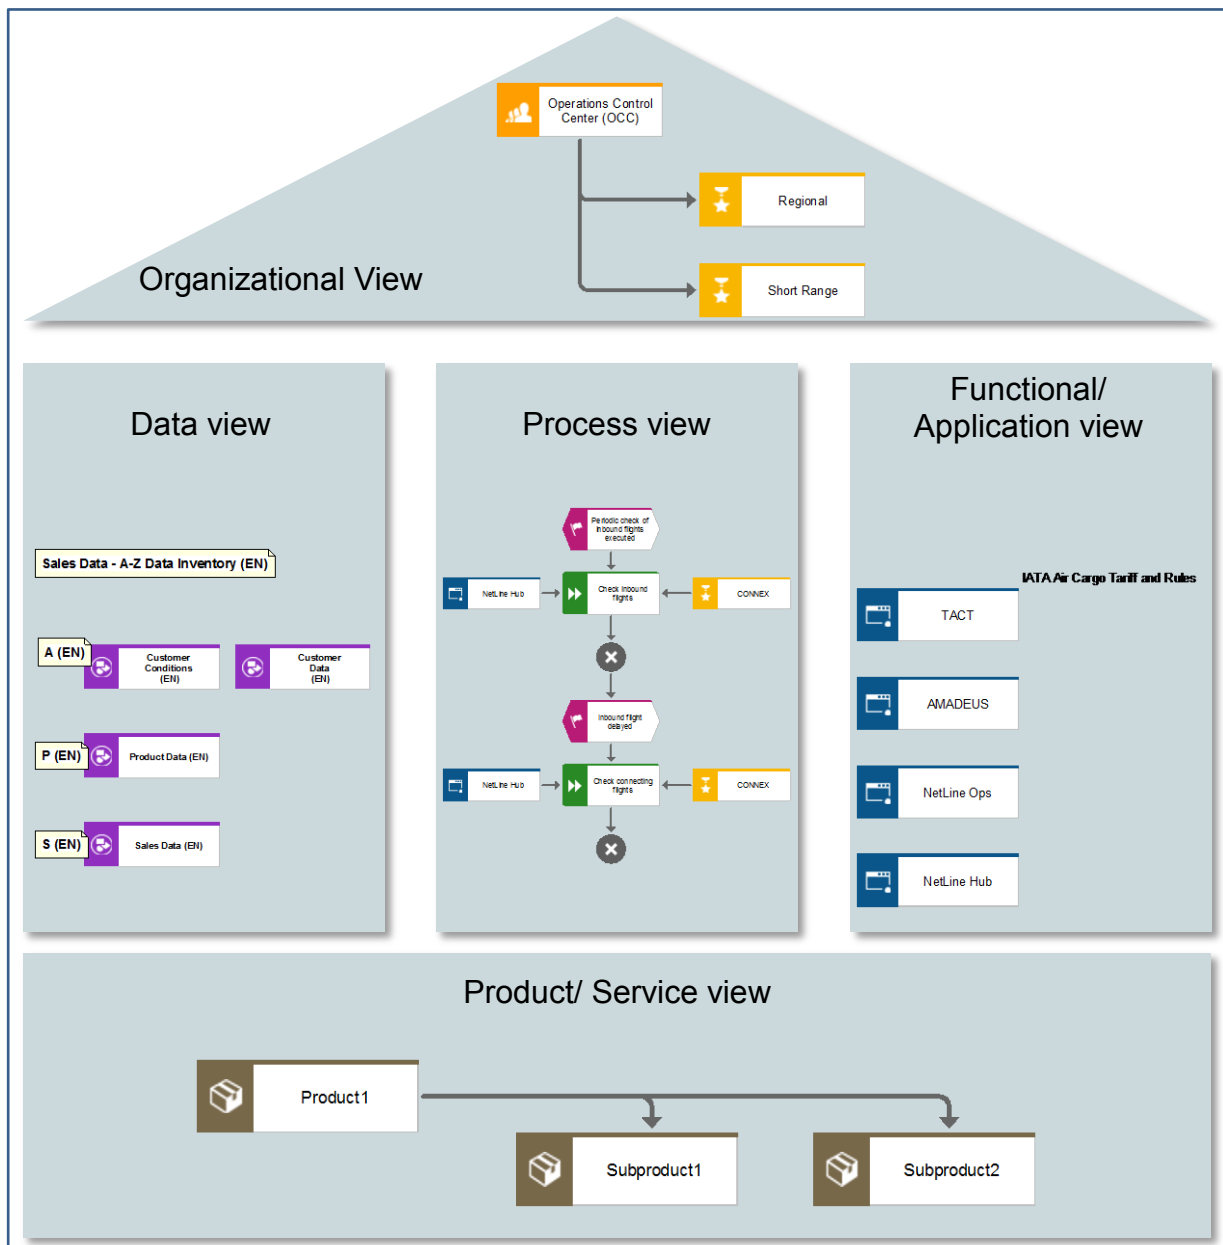 Operations Control
Center (OCC)
Regional
Short Range
Organizational View
Data view
Sales Data - A-Z Data Inventory (EN)
A (EN)
Customer
Conditions
(EN)
Customer
Data
(EN)
P (EN)
Product Data (EN)
S (EN)
Sales Data (EN)
Process view
Periodic check of
inbound flights
executed
NetLine Hub
Check inbound
flights
CONNEX
Inbound flight
delayed
NetLine Hub
Check connecting
flights
CONNEX
Functional/
Application view
IATA Air Cargo Tariff and Rules
TACT
AMADEUS
NetLine Ops
NetLine Hub
Product/ Service view
Product1
Subproduct1
Subproduct2